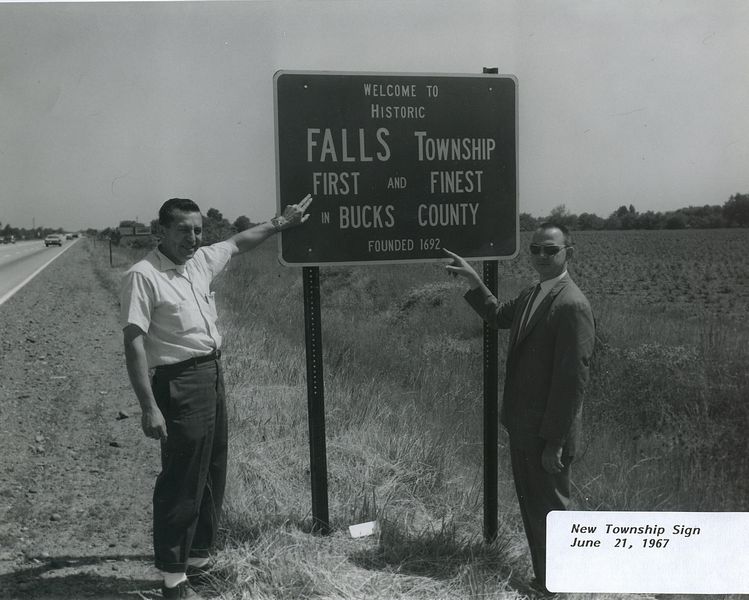 WELCOME TO
HISTORIC
FALLS TOWNSHIP
FIRST AND FINEST
IN BUCKS COUNTY
FOUNDED 1692
New Township Sign
June 21, 1967